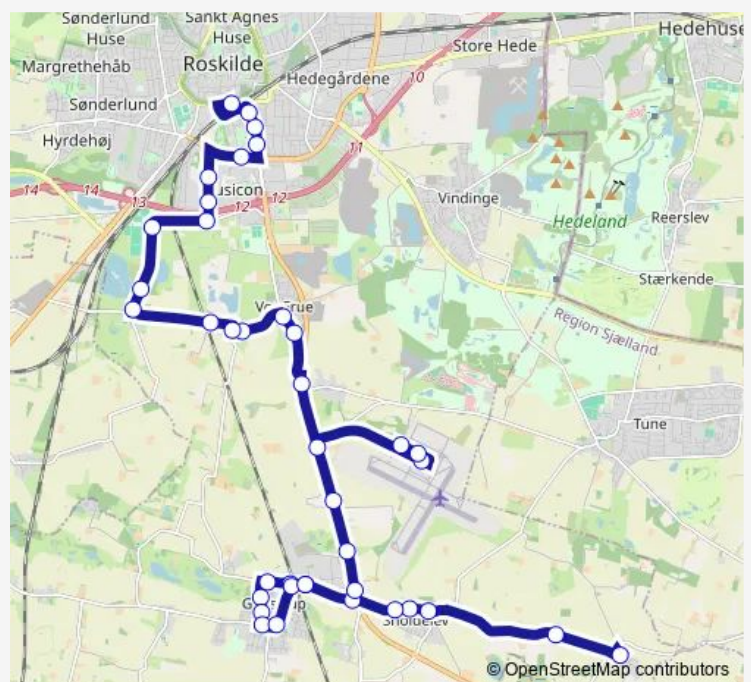 Sønderlund
Huse
Sankt Agnes
Huse
Hedehuse
Store Hede
Margrethehåb
Roskilde
Hedegårdene
10
Sønderlund
Hyrdehøj
11
14
14
13
usicon
12
12
Vindinge
Hedeland
Reerslev
Stærkende
Region Sjælland
Tune
© OpenStreetMap contributors